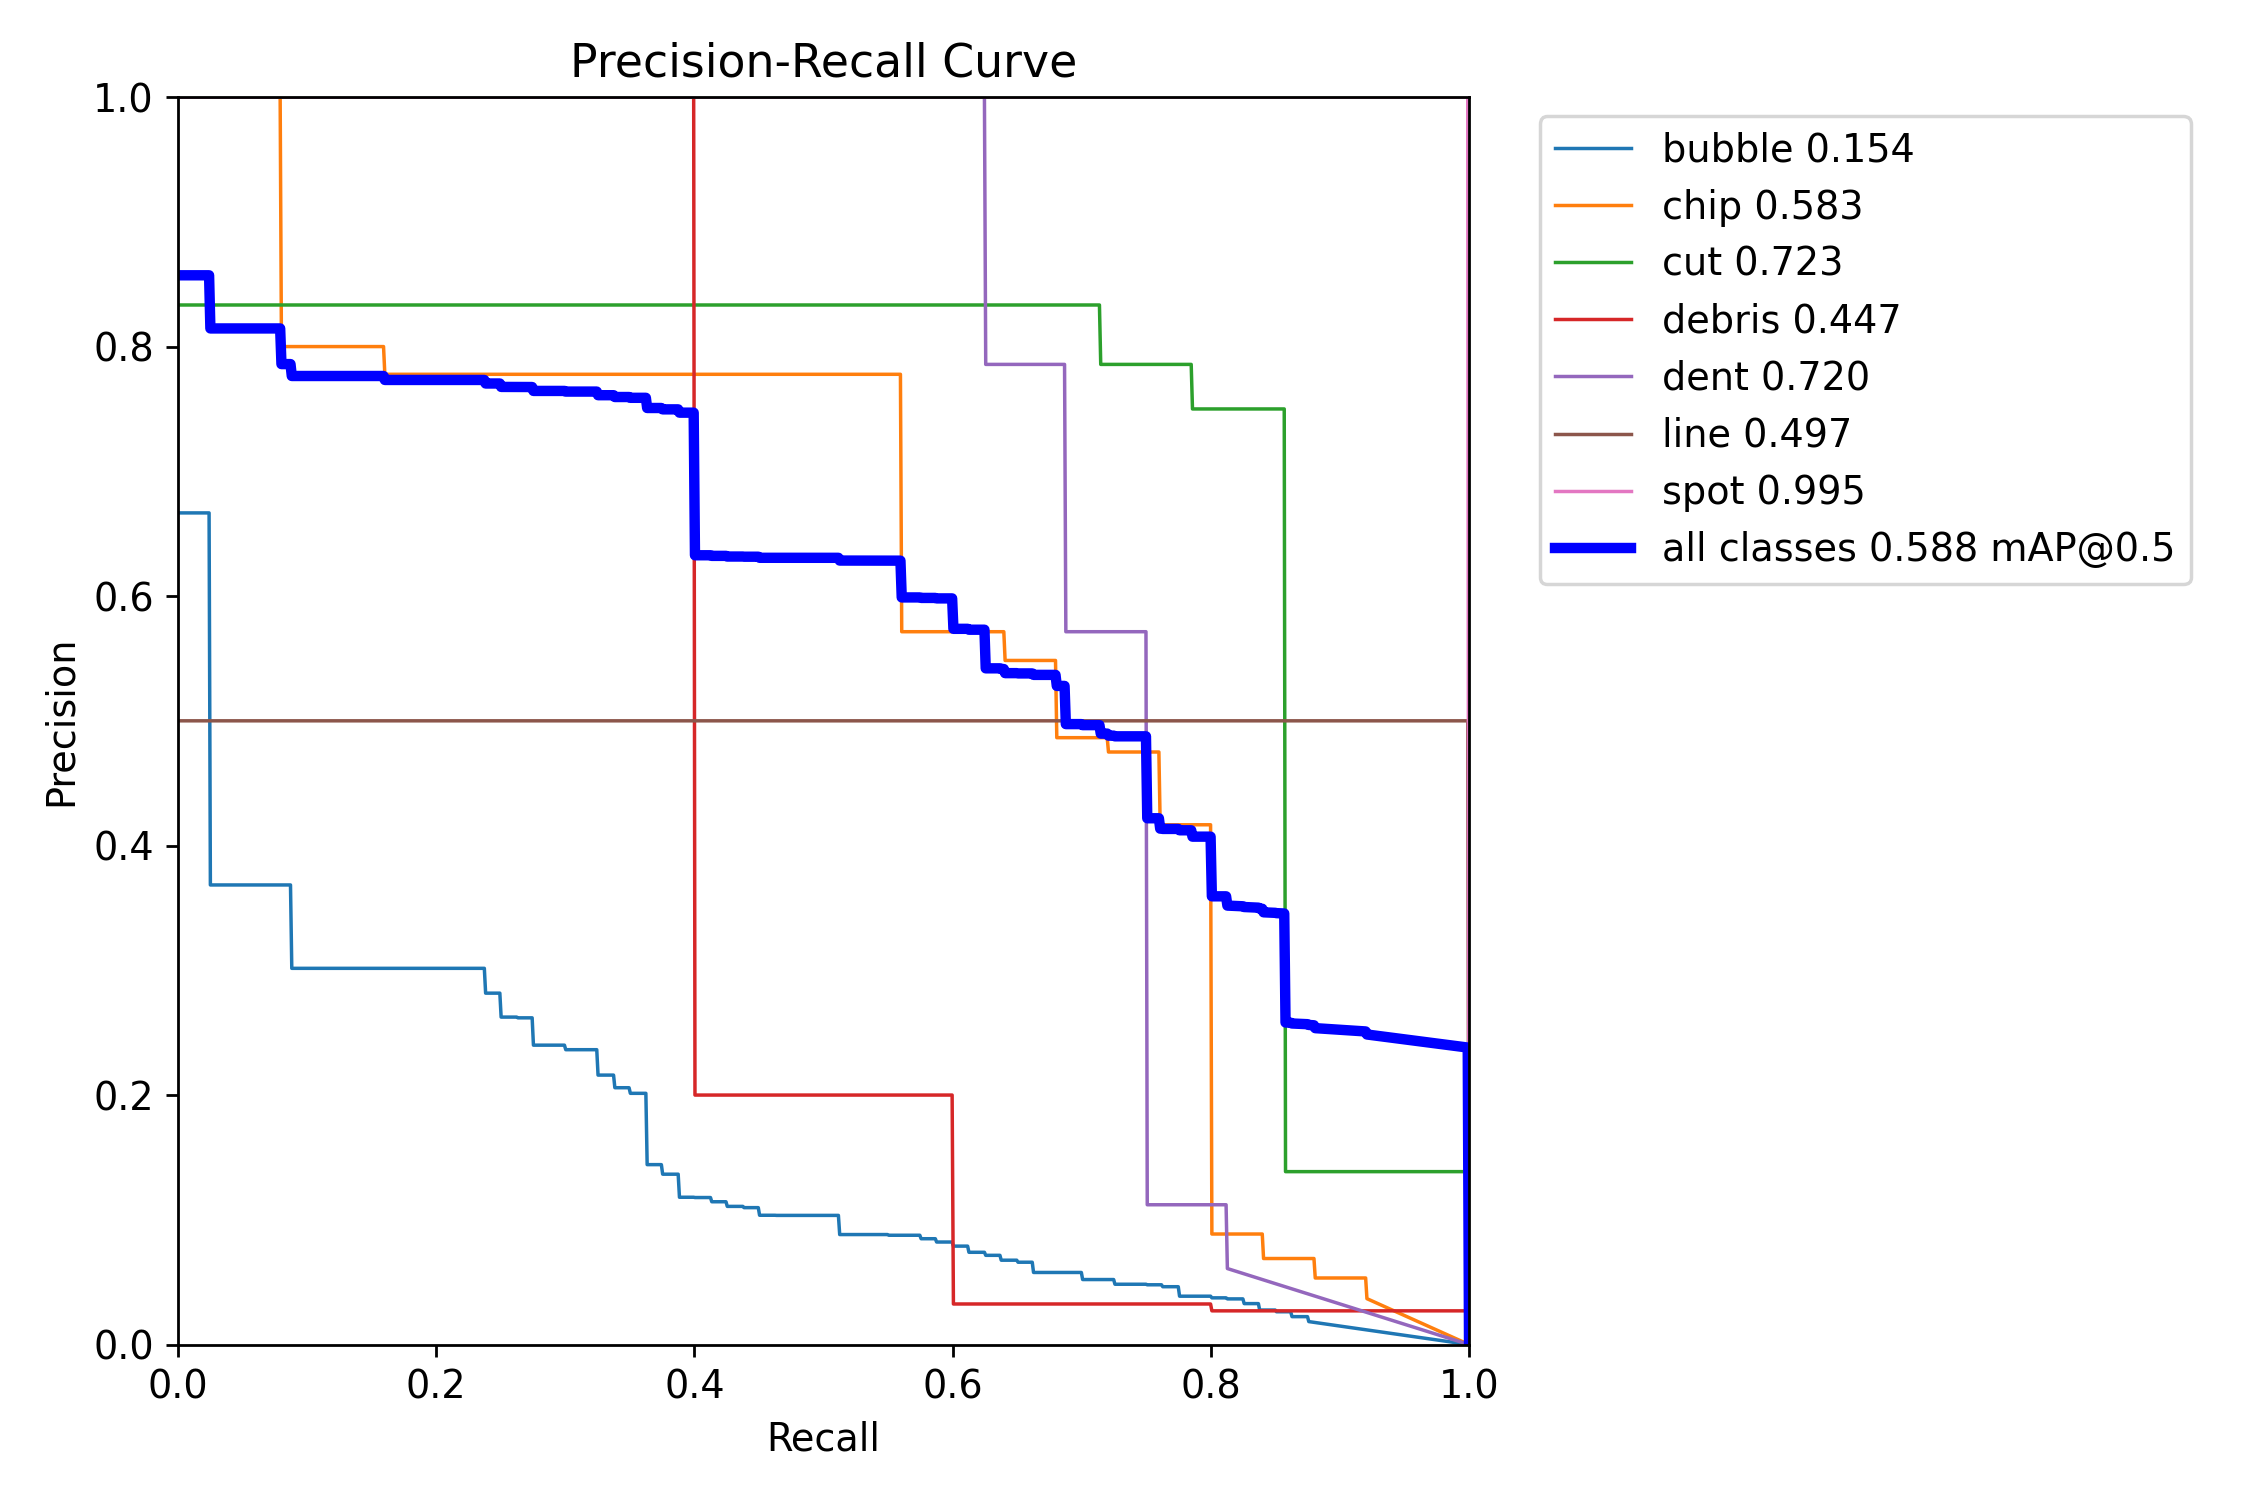 Precision-Recall Curve
1.0
0.8
0.6
0.4
0.2
0.0
Precision
0.0 0.2 0.4 0.6 0.8 1.0
Recall
bubble 0.154
chip 0.583
cut 0.723
debris 0.447
dent 0.720
line 0.497
spot 0.995
all classes 0.588 mAP@0.5